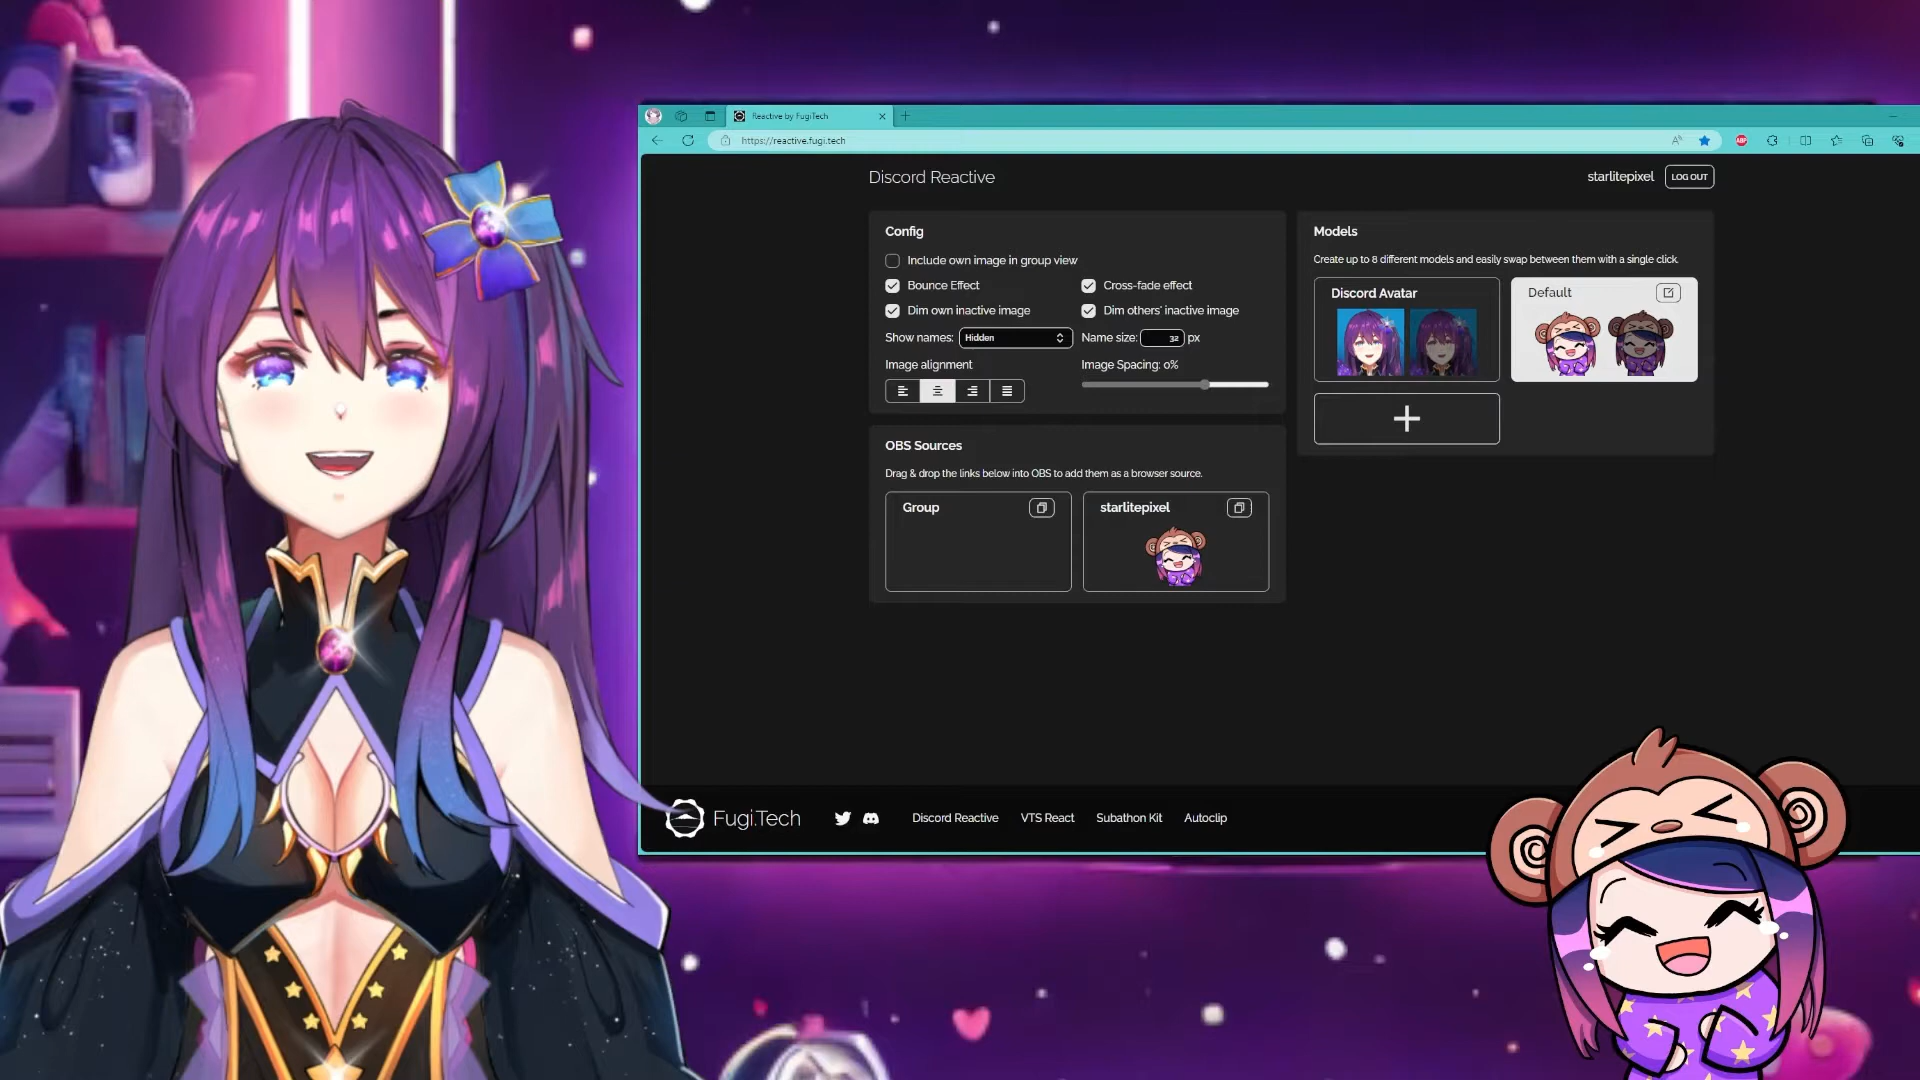 Reactive by FugiTech
https://reactive.fugi.tech
Discord Reactive
starlitepixel
LOG OUT
Config
Include own image in group view
Bounce Effect
Cross-fade effect
Dim own inactive image
Dim others' inactive image
Show names:
Hidden
Name size:
32
px
Image alignment
Image Spacing: 0%
OBS Sources
Drag & drop the links below into OBS to add them as a browser source.
Group
starlitepixel
Models
Create up to 8 different models and easily swap between them with a single click.
Discord Avatar
Default
Fugi.Tech
Discord Reactive
VTS React
Subathon Kit
Autoclip